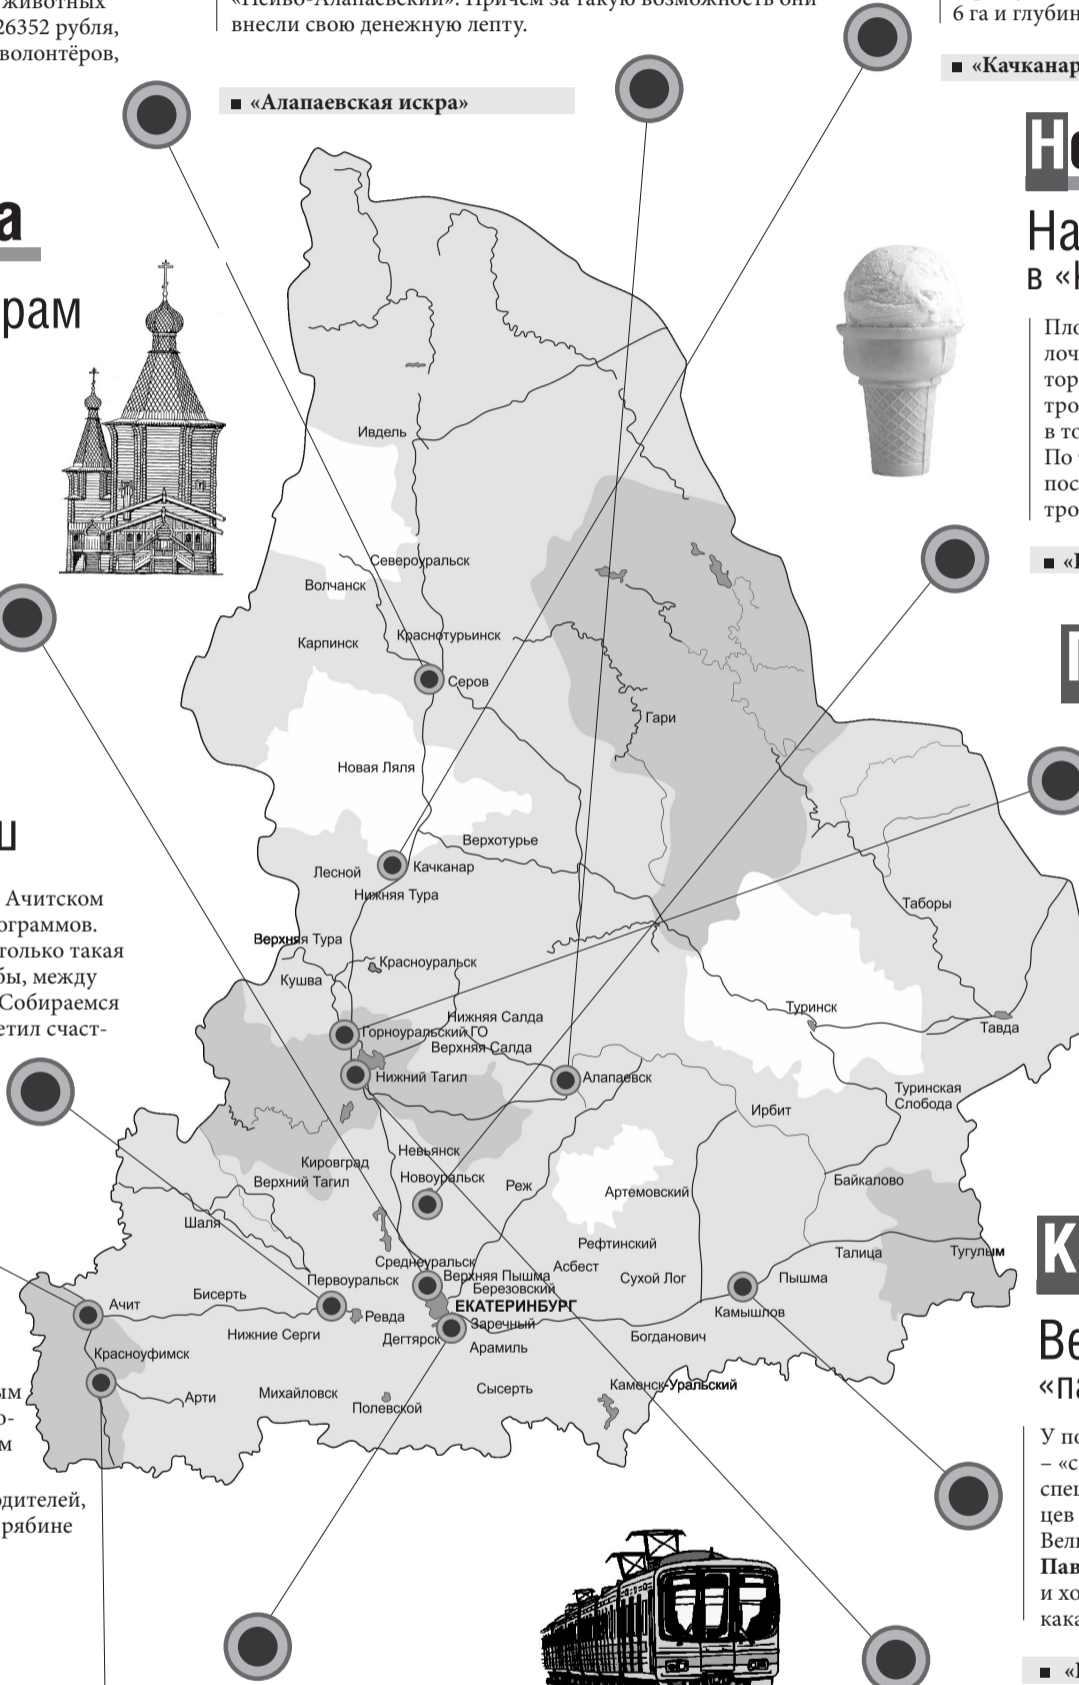 животных
26352 рубля,
волонтёров,
«Нейво-Алапаевский». Причем за такую возможность они
внесли свою денежную лепту.
■ «Алапаевская искра»
6 га и глубин
■ «Качканар
а
рам
ш
Ачитском
ограммов.
только такая
бы, между
Собираемся
етил счаст-
ым
о-
м
одителей,
рябине
Ивдель
Североуральск
Волчанск
Карпинск
Краснотурьинск
Серов
Гари
Новая Ляля
Верхотурье
Лесной
Качканар
Нижняя Тура
Таборы
Верхняя Тура
Красноуральск
Кушва
Туринск
Нижняя Салда
Тавда
Горноуральский ГО
Верхняя Салда
Нижний Тагил
Алапаевск
Туринская
Слобода
Ирбит
Невьянск
Кировград
Новоуральск
Верхний Тагил
Реж
Артемовский
Байкалово
Шаля
Рефтинский
Талица
Тугулым
Среднеуральск
Асбест
Первоуральск
Верхняя Пышма
Сухой Лог
Пышма
Березовский
Бисерть
Ачит
ЕКАТЕРИНБУРГ
Ревда
Заречный
Камышлов
Нижние Серги
Дегтярск
Арамиль
Богданович
Красноуфимск
Арти
Михайловск
Полевской
Сысерть
Каменск-Уральский
Н
На
в «
Пло
лоч
тор
тро
в то
По
пос
тро
■ «
К
Ве
«па
У по
– «с
спец
цев
Вели
Пав
и хо
кака
■ «